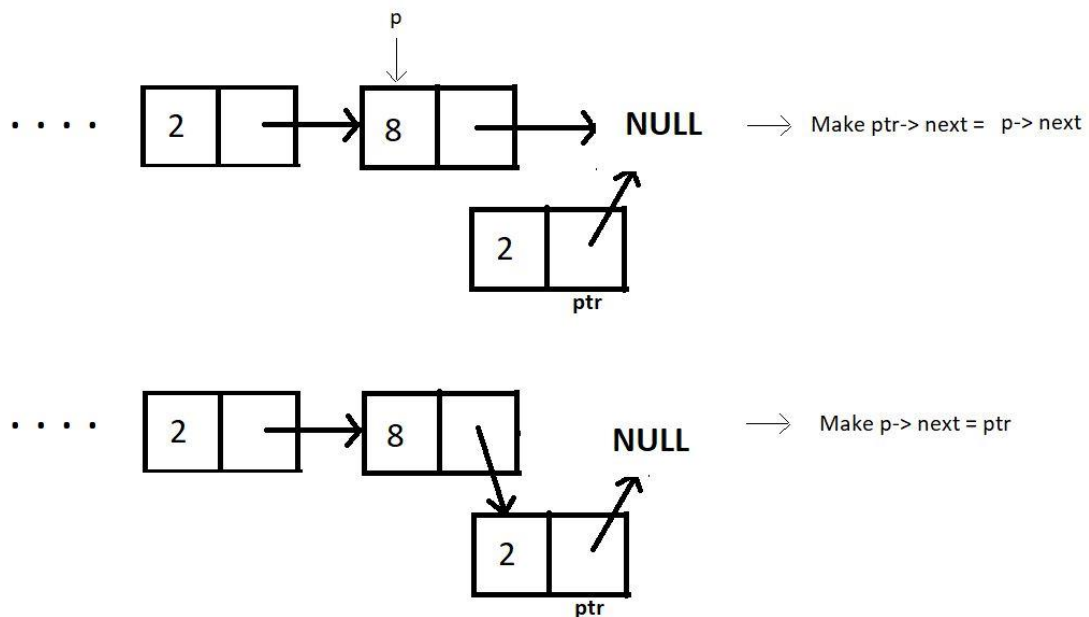 p
. . . . 2 8 NULL Make ptr-> next = p-> next
2
ptr
. . . . 2 8 NULL Make p-> next = ptr
2
ptr